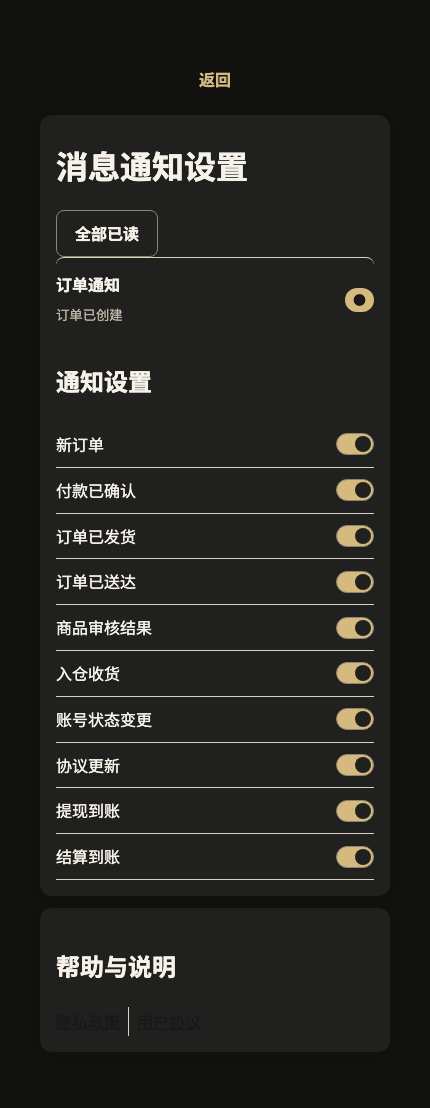 返回
消息通知设置
全部已读
订单通知
订单已创建
通知设置
新订单
付款已确认
订单已发货
订单已送达
商品审核结果
入仓收货
账号状态变更
协议更新
提现到账
结算到账
帮助与说明
隐私政策 用户协议